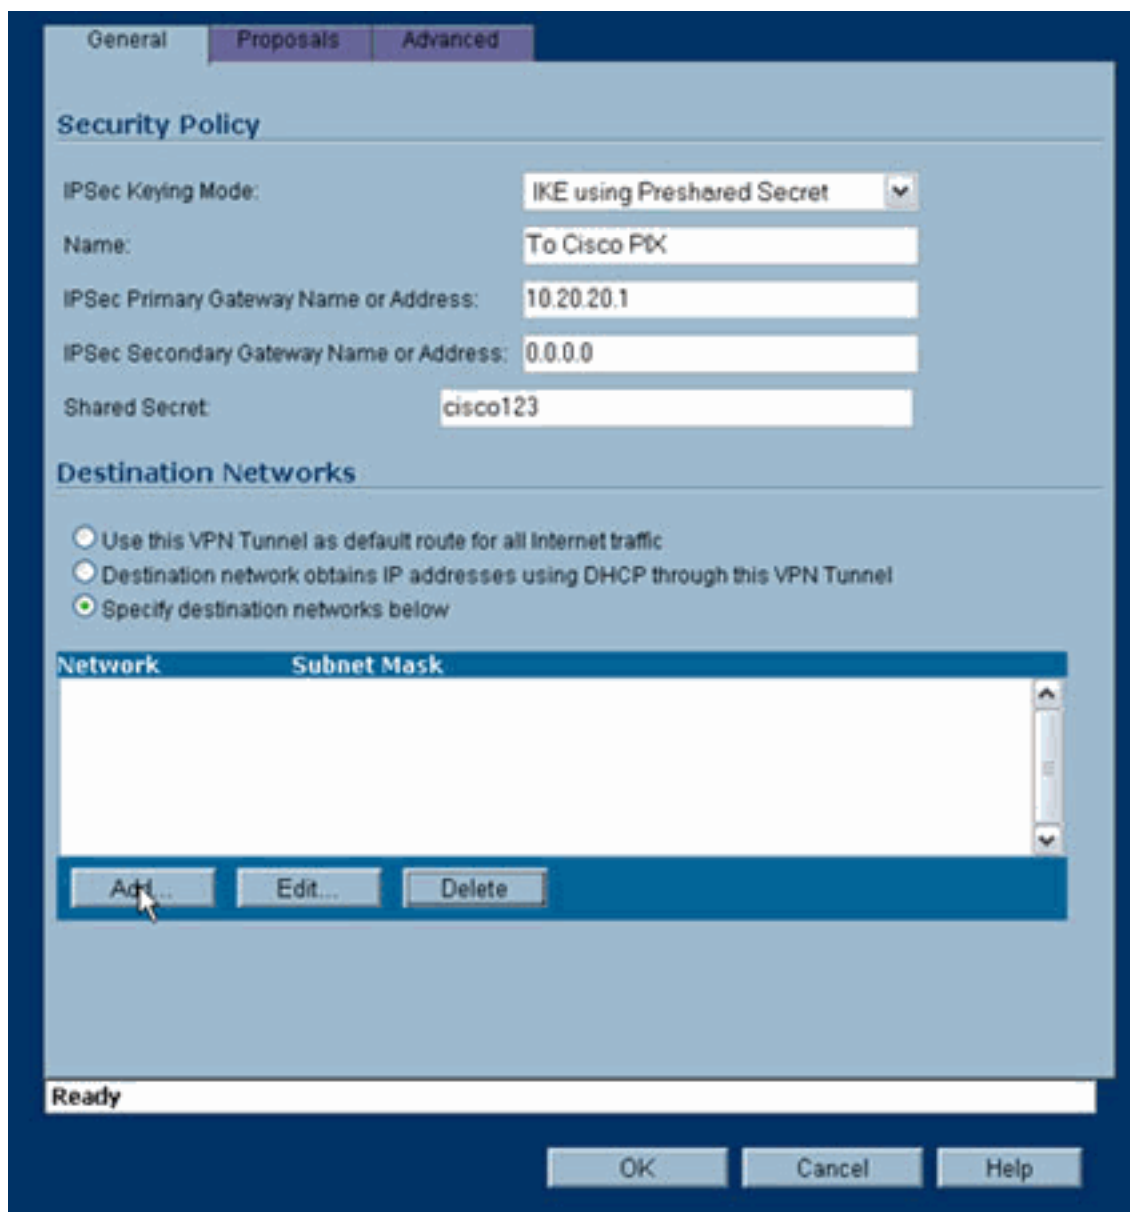 General Proposals Advanced
Security Policy
IPSec Keying Mode: IKE using Preshared Secret
Name: To Cisco PIX
IPSec Primary Gateway Name or Address: 10.20.20.1
IPSec Secondary Gateway Name or Address: 0.0.0.0
Shared Secret: cisco123
Destination Networks
Use this VPN Tunnel as default route for all Internet traffic
Destination network obtains IP addresses using DHCP through this VPN Tunnel
Specify destination networks below
Network Subnet Mask
Add... Edit... Delete
Ready
OK Cancel Help